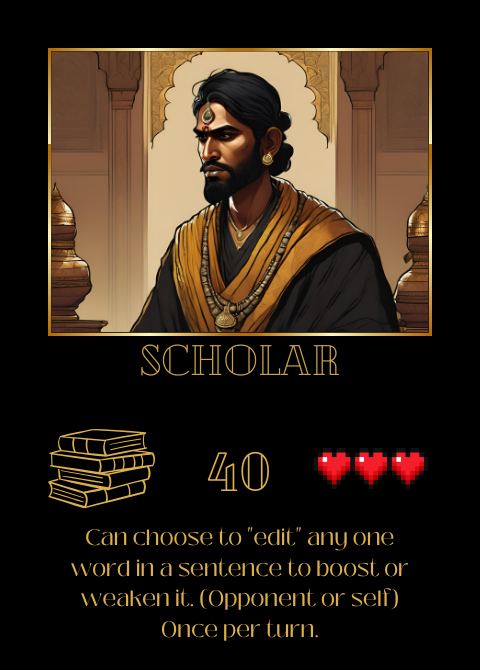 SCHOLAR
40
Can choose to "edit" any one
word in a sentence to boost or
weaken it. (Opponent or self)
Once per turn.